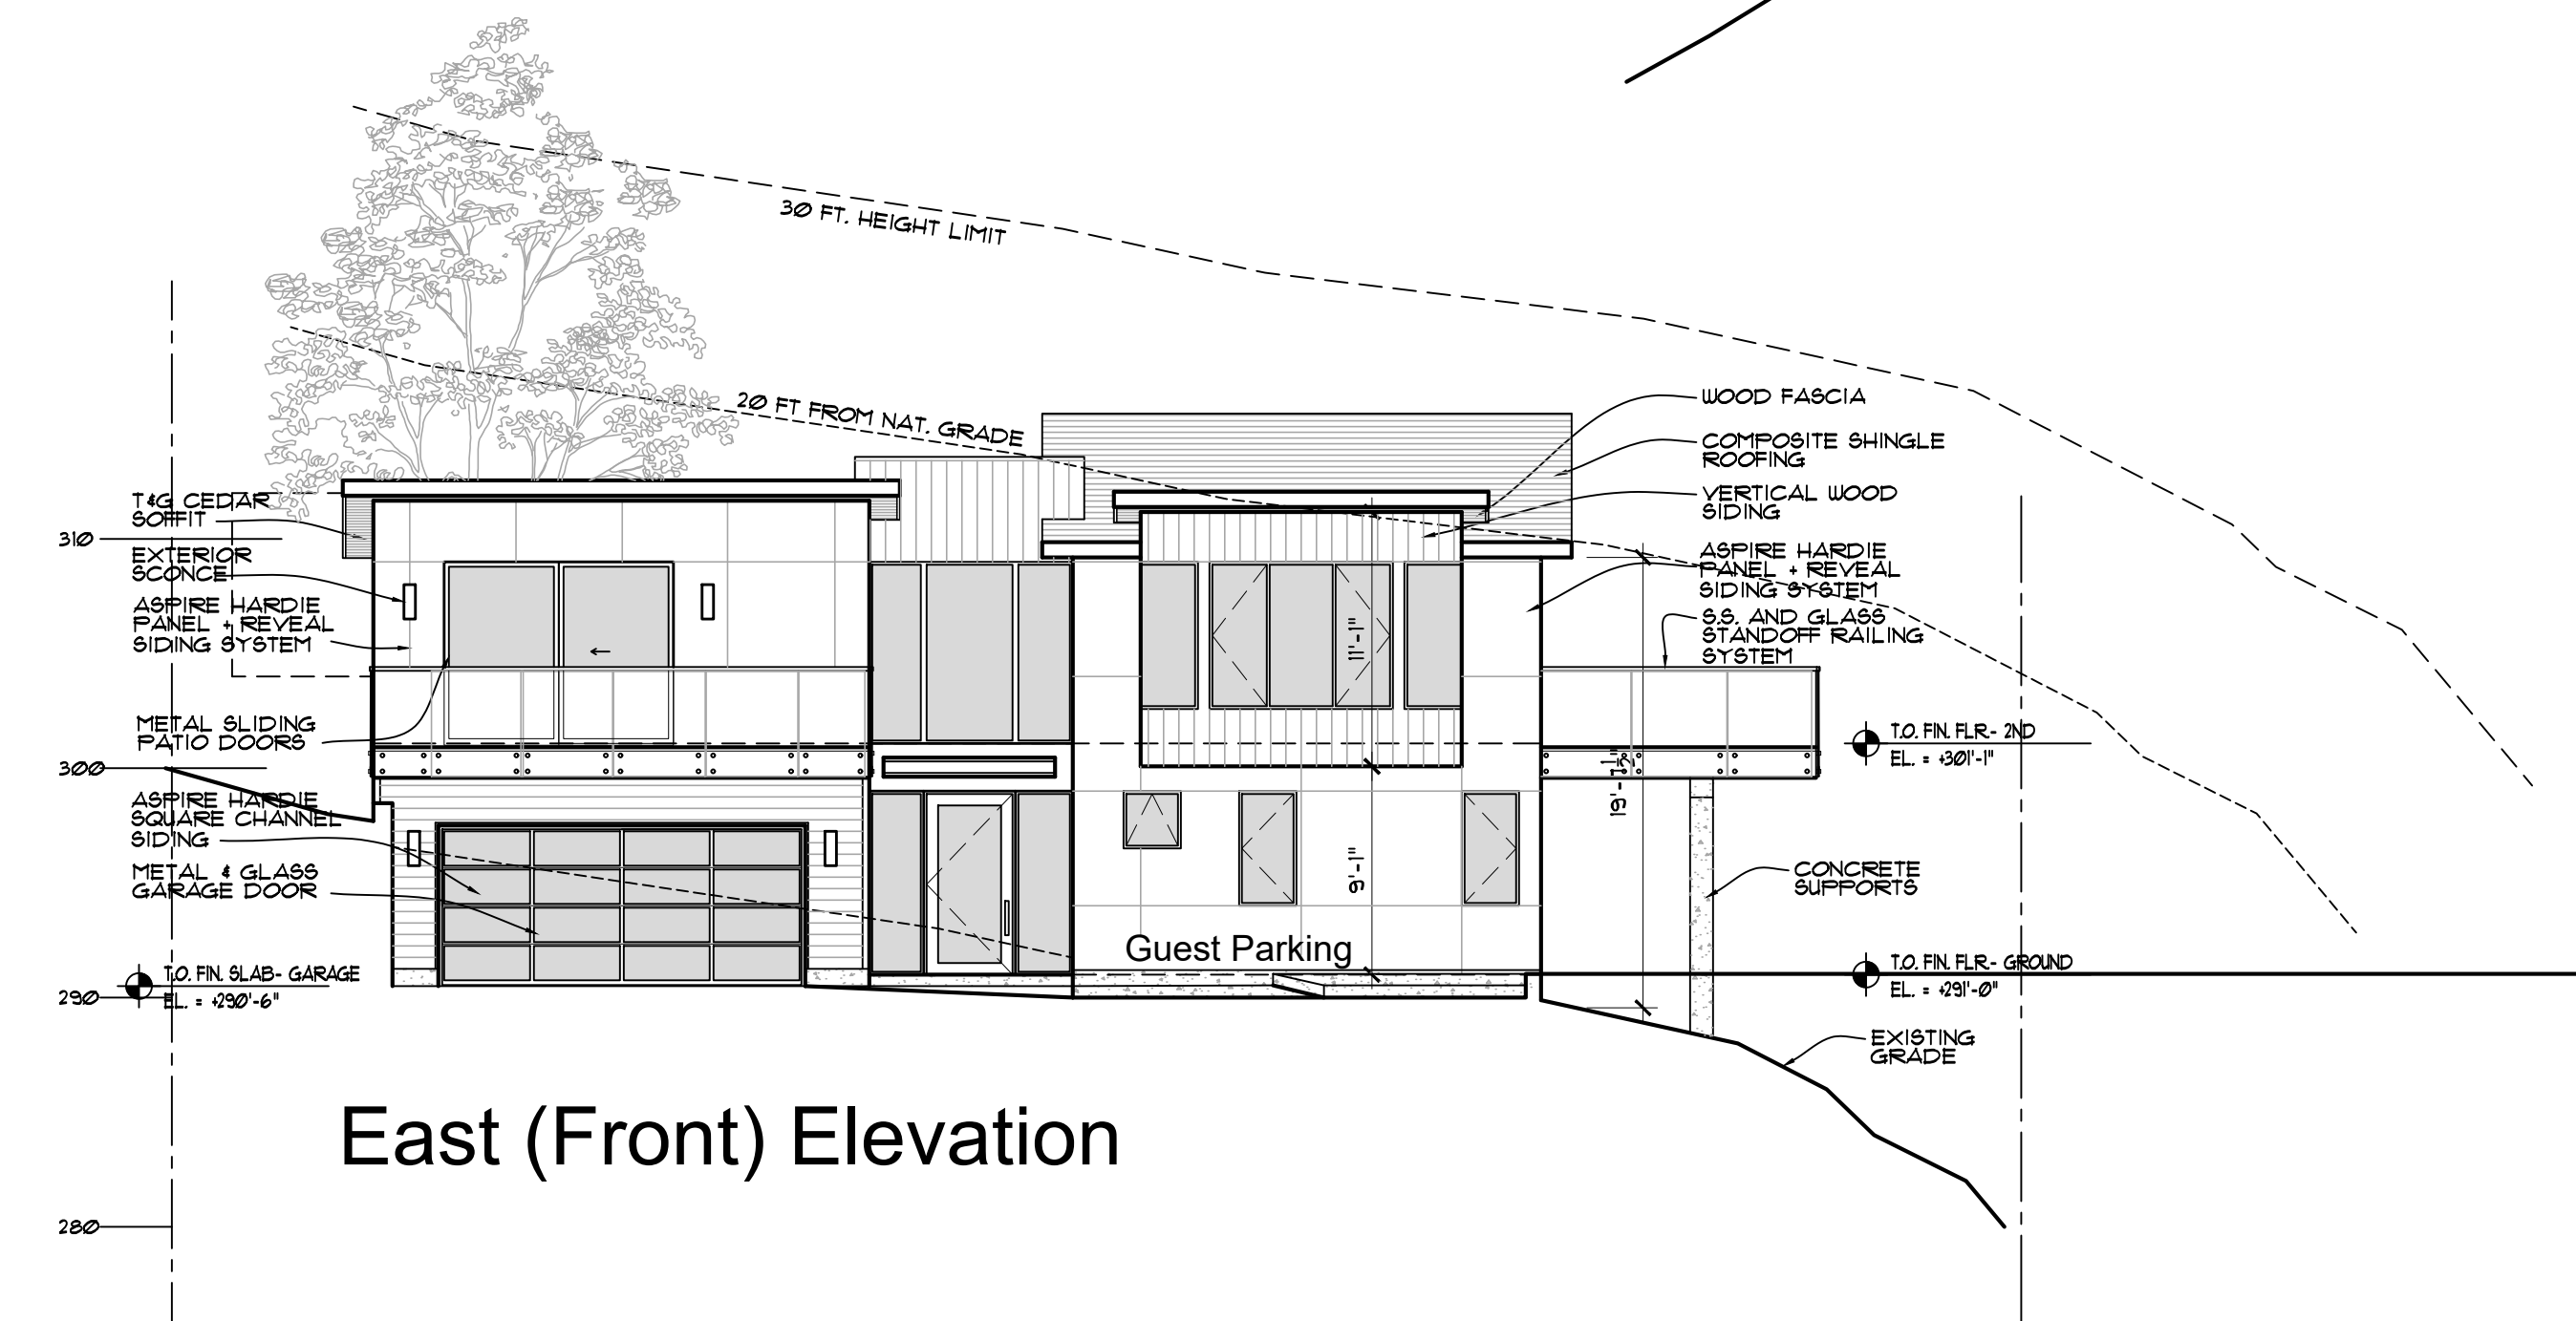 30 FT. HEIGHT LIMIT
20 FT FROM NAT. GRADE
WOOD FASCIA
COMPOSITE SHINGLE
ROOFING
VERTICAL WOOD
SIDING
ASPIRE HARDIE
PANEL + REVEAL
SIDING SYSTEM
S.S. AND GLASS
STANDOFF RAILING
SYSTEM
T&G CEDAR
SOFFIT
310
EXTERIOR
SCONCE
ASPIRE HARDIE
PANEL + REVEAL
SIDING SYSTEM
METAL SLIDING
PATIO DOORS
300
ASPIRE HARDIE
SQUARE CHANNEL
SIDING
METAL & GLASS
GARAGE DOOR
T.O. FIN. SLAB- GARAGE
EL. = +290'-6"
290
280
11'-1"
9'-1"
19'-7½"
Guest Parking
T.O. FIN. FLR.- 2ND
EL. = +301'-1"
CONCRETE
SUPPORTS
T.O. FIN. FLR.- GROUND
EL. = +291'-0"
EXISTING
GRADE
East (Front) Elevation